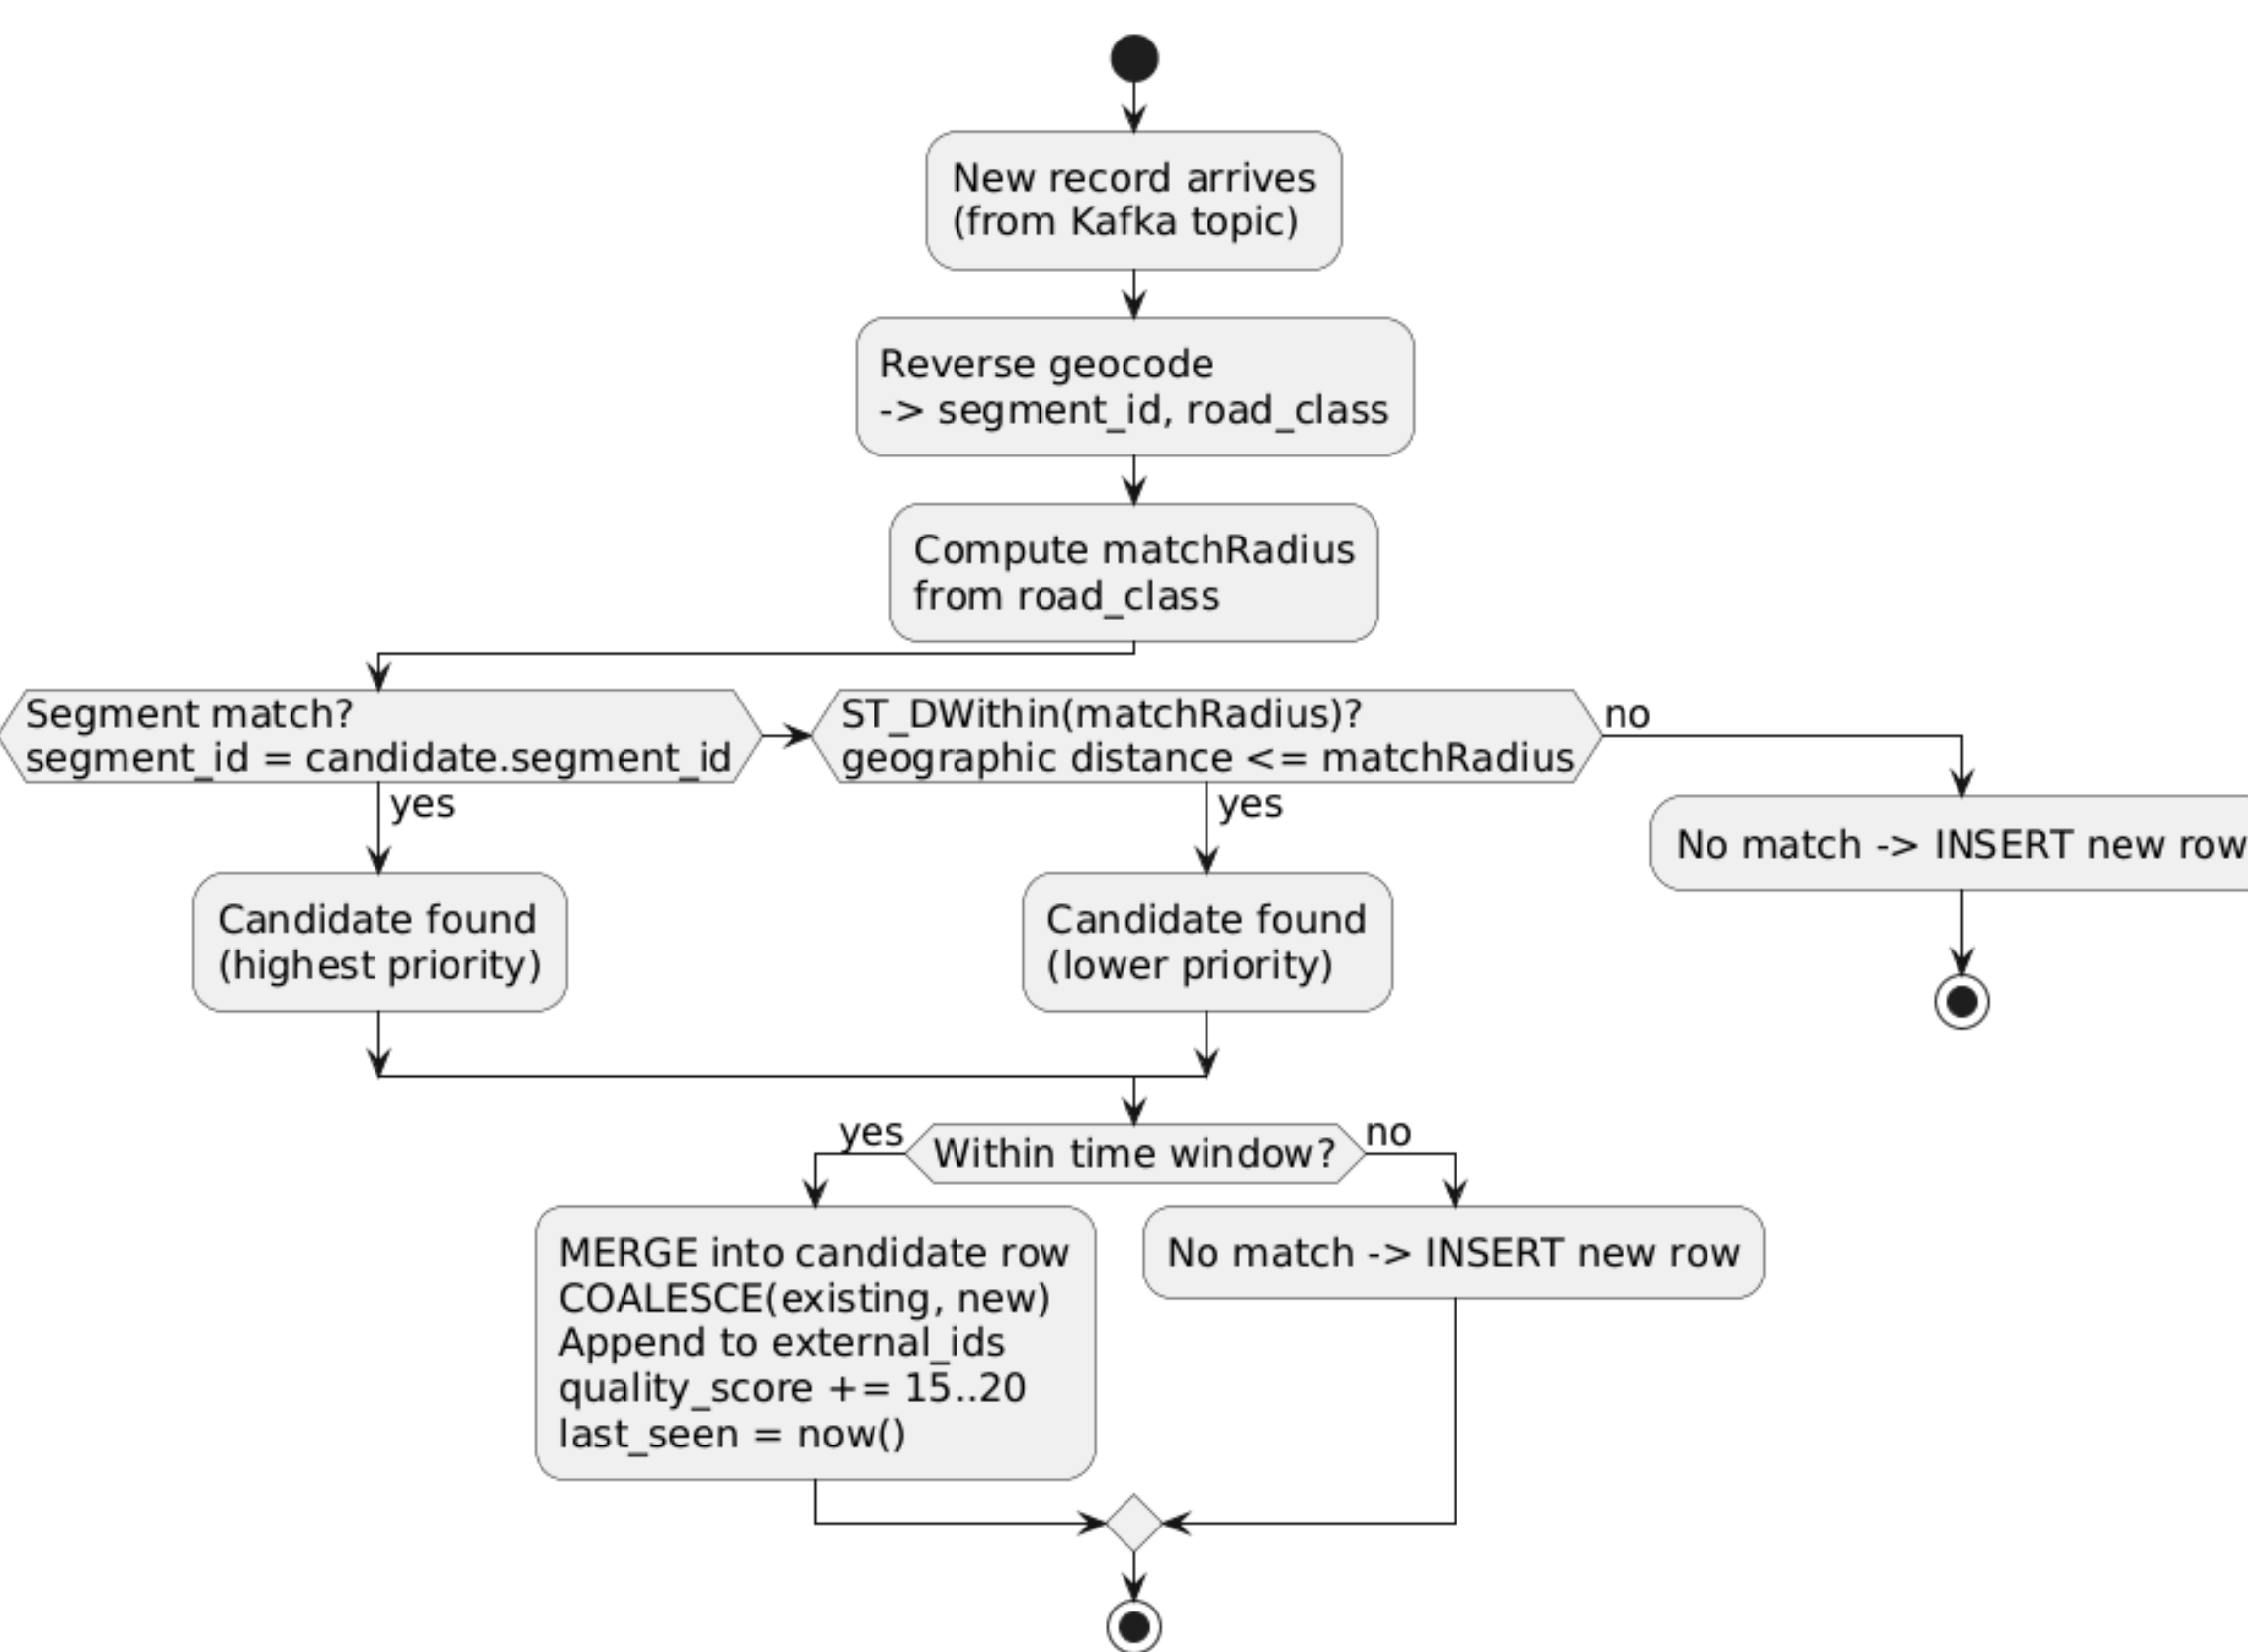 New record arrives
(from Kafka topic)
Reverse geocode
-> segment_id, road_class
Compute matchRadius
from road_class
Segment match?
segment_id = candidate.segment_id
ST_DWithin(matchRadius)?
geographic distance <= matchRadius
no
yes
yes
No match -> INSERT new row
Candidate found
(highest priority)
Candidate found
(lower priority)
yes
Within time window?
no
MERGE into candidate row
COALESCE(existing, new)
Append to external_ids
quality_score += 15..20
last_seen = now()
No match -> INSERT new row